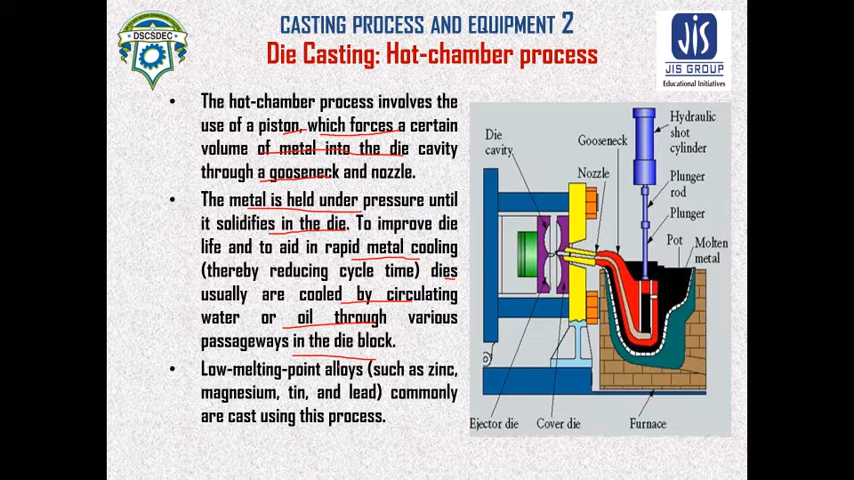 CASTING PROCESS AND EQUIPMENT 2
Die Casting: Hot-chamber process
DSCSDEC
JIS
JIS GROUP
Educational Initiatives
• The hot-chamber process involves the
use of a piston, which forces a certain
volume of metal into the die cavity
through a gooseneck and nozzle.
• The metal is held under pressure until
it solidifies in the die. To improve die
life and to aid in rapid metal cooling
(thereby reducing cycle time) dies
usually are cooled by circulating
water or oil through various
passageways in the die block.
• Low-melting-point alloys (such as zinc,
magnesium, tin, and lead) commonly
are cast using this process.
Die
cavity
Gooseneck
Nozzle
Hydraulic
shot
cylinder
Plunger
rod
Plunger
Pot
Molten
metal
Ejector die
Cover die
Furnace